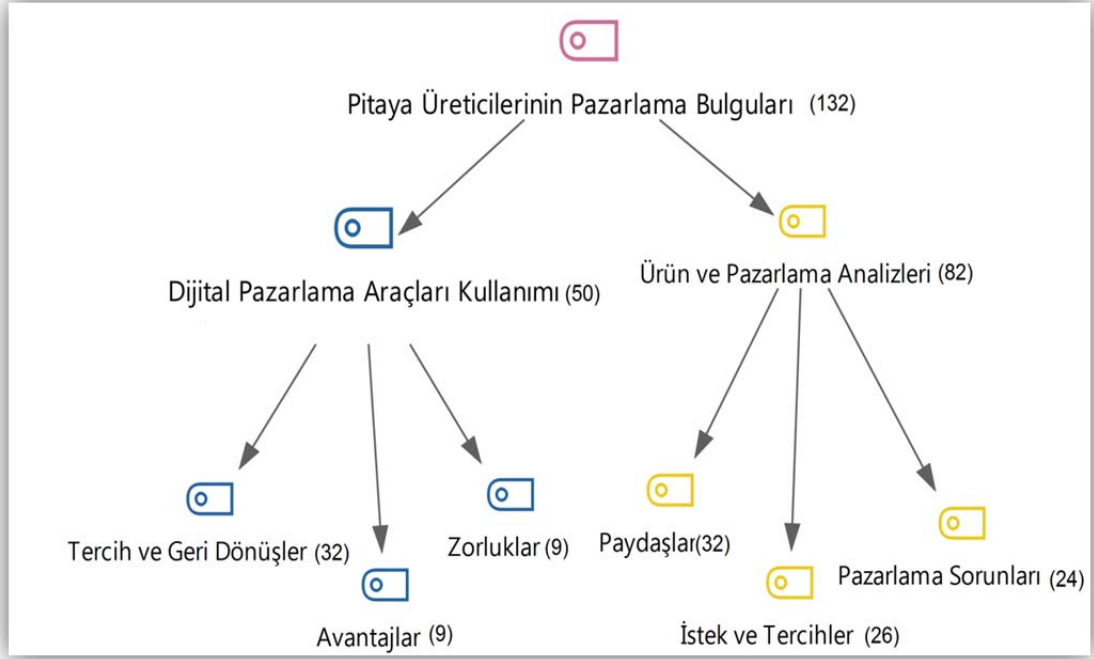 Pitaya Üreticilerinin Pazarlama Bulguları (132)
Dijital Pazarlama Araçları Kullanımı (50)
Ürün ve Pazarlama Analizleri (82)
Tercih ve Geri Dönüşler (32)
Avantajlar (9)
Zorluklar (9)
Paydaşlar(32)
İstek ve Tercihler (26)
Pazarlama Sorunları (24)